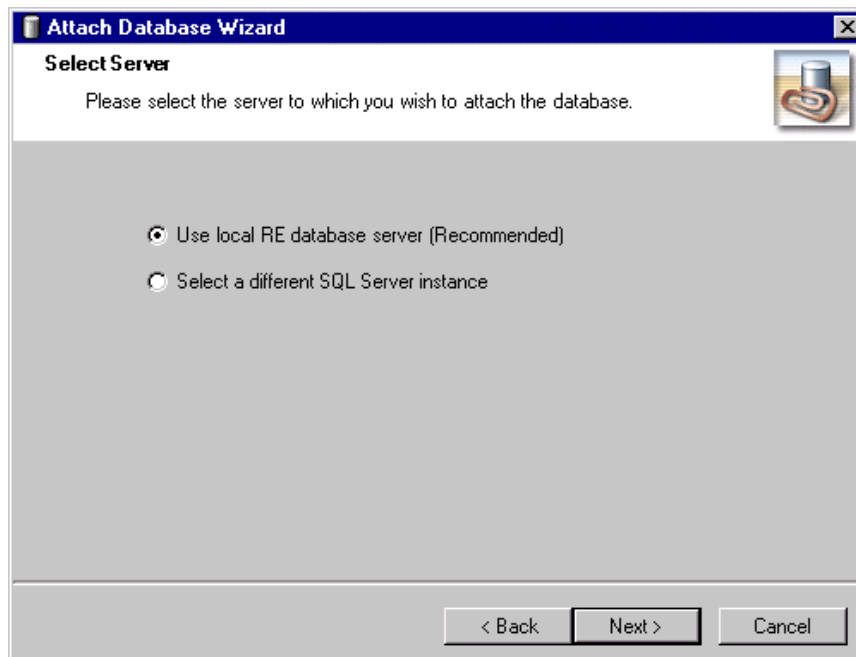 Attach Database Wizard
Select Server
Please select the server to which you wish to attach the database.
Use local RE database server (Recommended)
Select a different SQL Server instance
< Back Next > Cancel